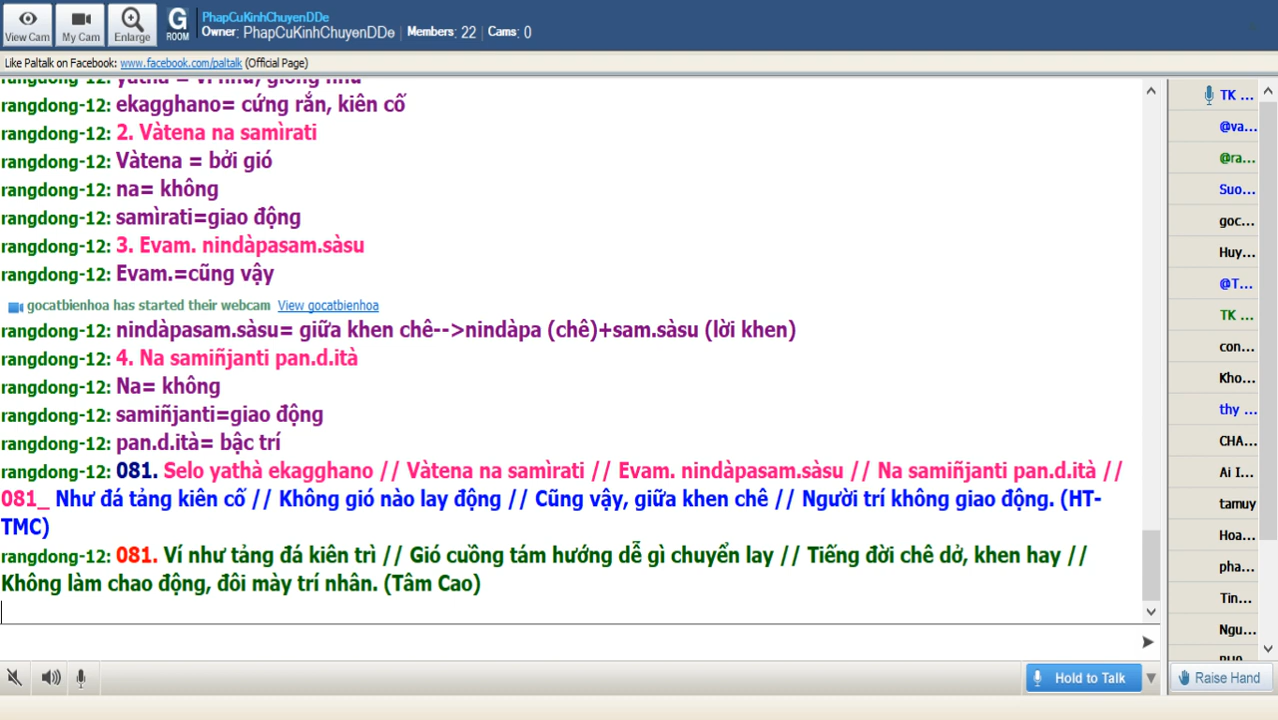 PhapCuKinhChuyenDDe
G
ROOM
Owner: PhapCuKinhChuyenDDe | Members: 22 | Cams: 0
View Cam
My Cam
Enlarge
Like Paltalk on Facebook: www.facebook.com/paltalk (Official Page)
rangdong-12: yathà = ví như, giống như
rangdong-12: ekagghano= cứng rắn, kiên cố
rangdong-12: 2. Vàtena na samìrati
rangdong-12: Vàtena = bởi gió
rangdong-12: na= không
rangdong-12: samìrati=giao động
rangdong-12: 3. Evam. nindàpasam.sàsu
rangdong-12: Evam.=cũng vậy
gocatbienhoa has started their webcam View gocatbienhoa
rangdong-12: nindàpasam.sàsu= giữa khen chê-->nindàpa (chê)+sam.sàsu (lời khen)
rangdong-12: 4. Na samiñjanti pan.d.ità
rangdong-12: Na= không
rangdong-12: samiñjanti=giao động
rangdong-12: pan.d.ità= bậc trí
rangdong-12: 081. Selo yathà ekagghano // Vàtena na samìrati // Evam. nindàpasam.sàsu // Na samiñjanti pan.d.ità //
081_ Như đá tảng kiên cố // Không gió nào lay động // Cũng vậy, giữa khen chê // Người trí không giao động. (HT-
TMC)
rangdong-12: 081. Ví như tảng đá kiên trì // Gió cuồng tám hướng dễ gì chuyển lay // Tiếng đời chê dở, khen hay //
Không làm chao động, đôi mày trí nhân. (Tâm Cao)
TK ...
@va...
@ra...
Suo...
goc...
Huy...
@T...
TK ...
con...
Kho...
thy ...
CHA...
Ai I...
tamuy
Hoa...
pha...
Tin...
Ngu...
Hold to Talk
Raise Hand